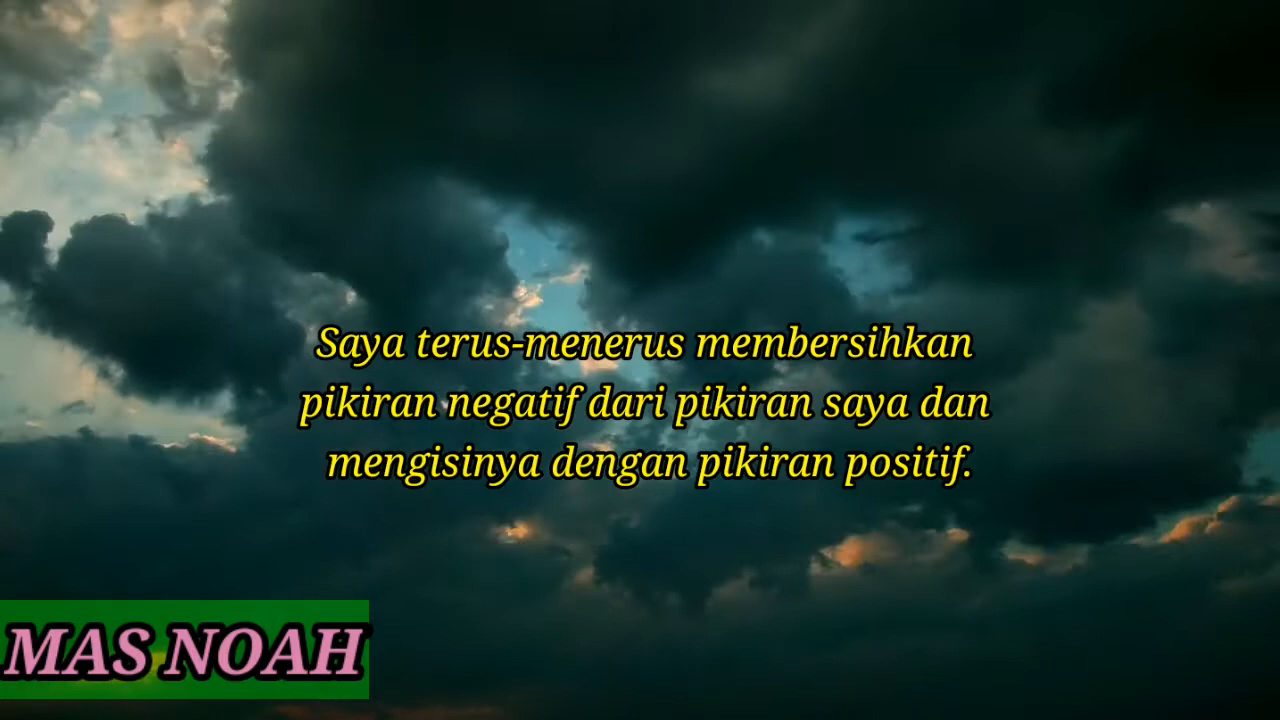 Saya terus-menerus membersihkan
pikiran negatif dari pikiran saya dan
mengisinya dengan pikiran positif.
MAS NOAH